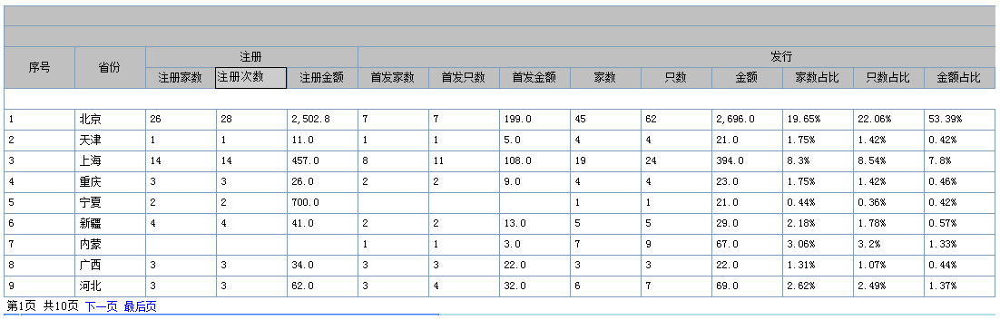 序号 省份 注册 发行
注册家数 注册次数 注册金额 首发家数 首发只数 首发金额 家数 只数 金额 家数占比 只数占比 金额占比
1 北京 26 28 2,502.8 7 7 199.0 45 62 2,696.0 19.65% 22.06% 53.39%
2 天津 1 1 11.0 1 1 5.0 4 4 21.0 1.75% 1.42% 0.42%
3 上海 14 14 457.0 8 11 108.0 19 24 394.0 8.3% 8.54% 7.8%
4 重庆 3 3 26.0 2 2 9.0 4 4 23.0 1.75% 1.42% 0.46%
5 宁夏 2 2 700.0 1 1 21.0 0.44% 0.36% 0.42%
6 新疆 4 4 41.0 2 2 13.0 5 5 29.0 2.18% 1.78% 0.57%
7 内蒙 1 1 3.0 7 9 67.0 3.06% 3.2% 1.33%
8 广西 3 3 34.0 3 3 22.0 3 3 22.0 1.31% 1.07% 0.44%
9 河北 3 3 62.0 3 4 32.0 6 7 69.0 2.62% 2.49% 1.37%
第1页 共10页 下一页 最后页